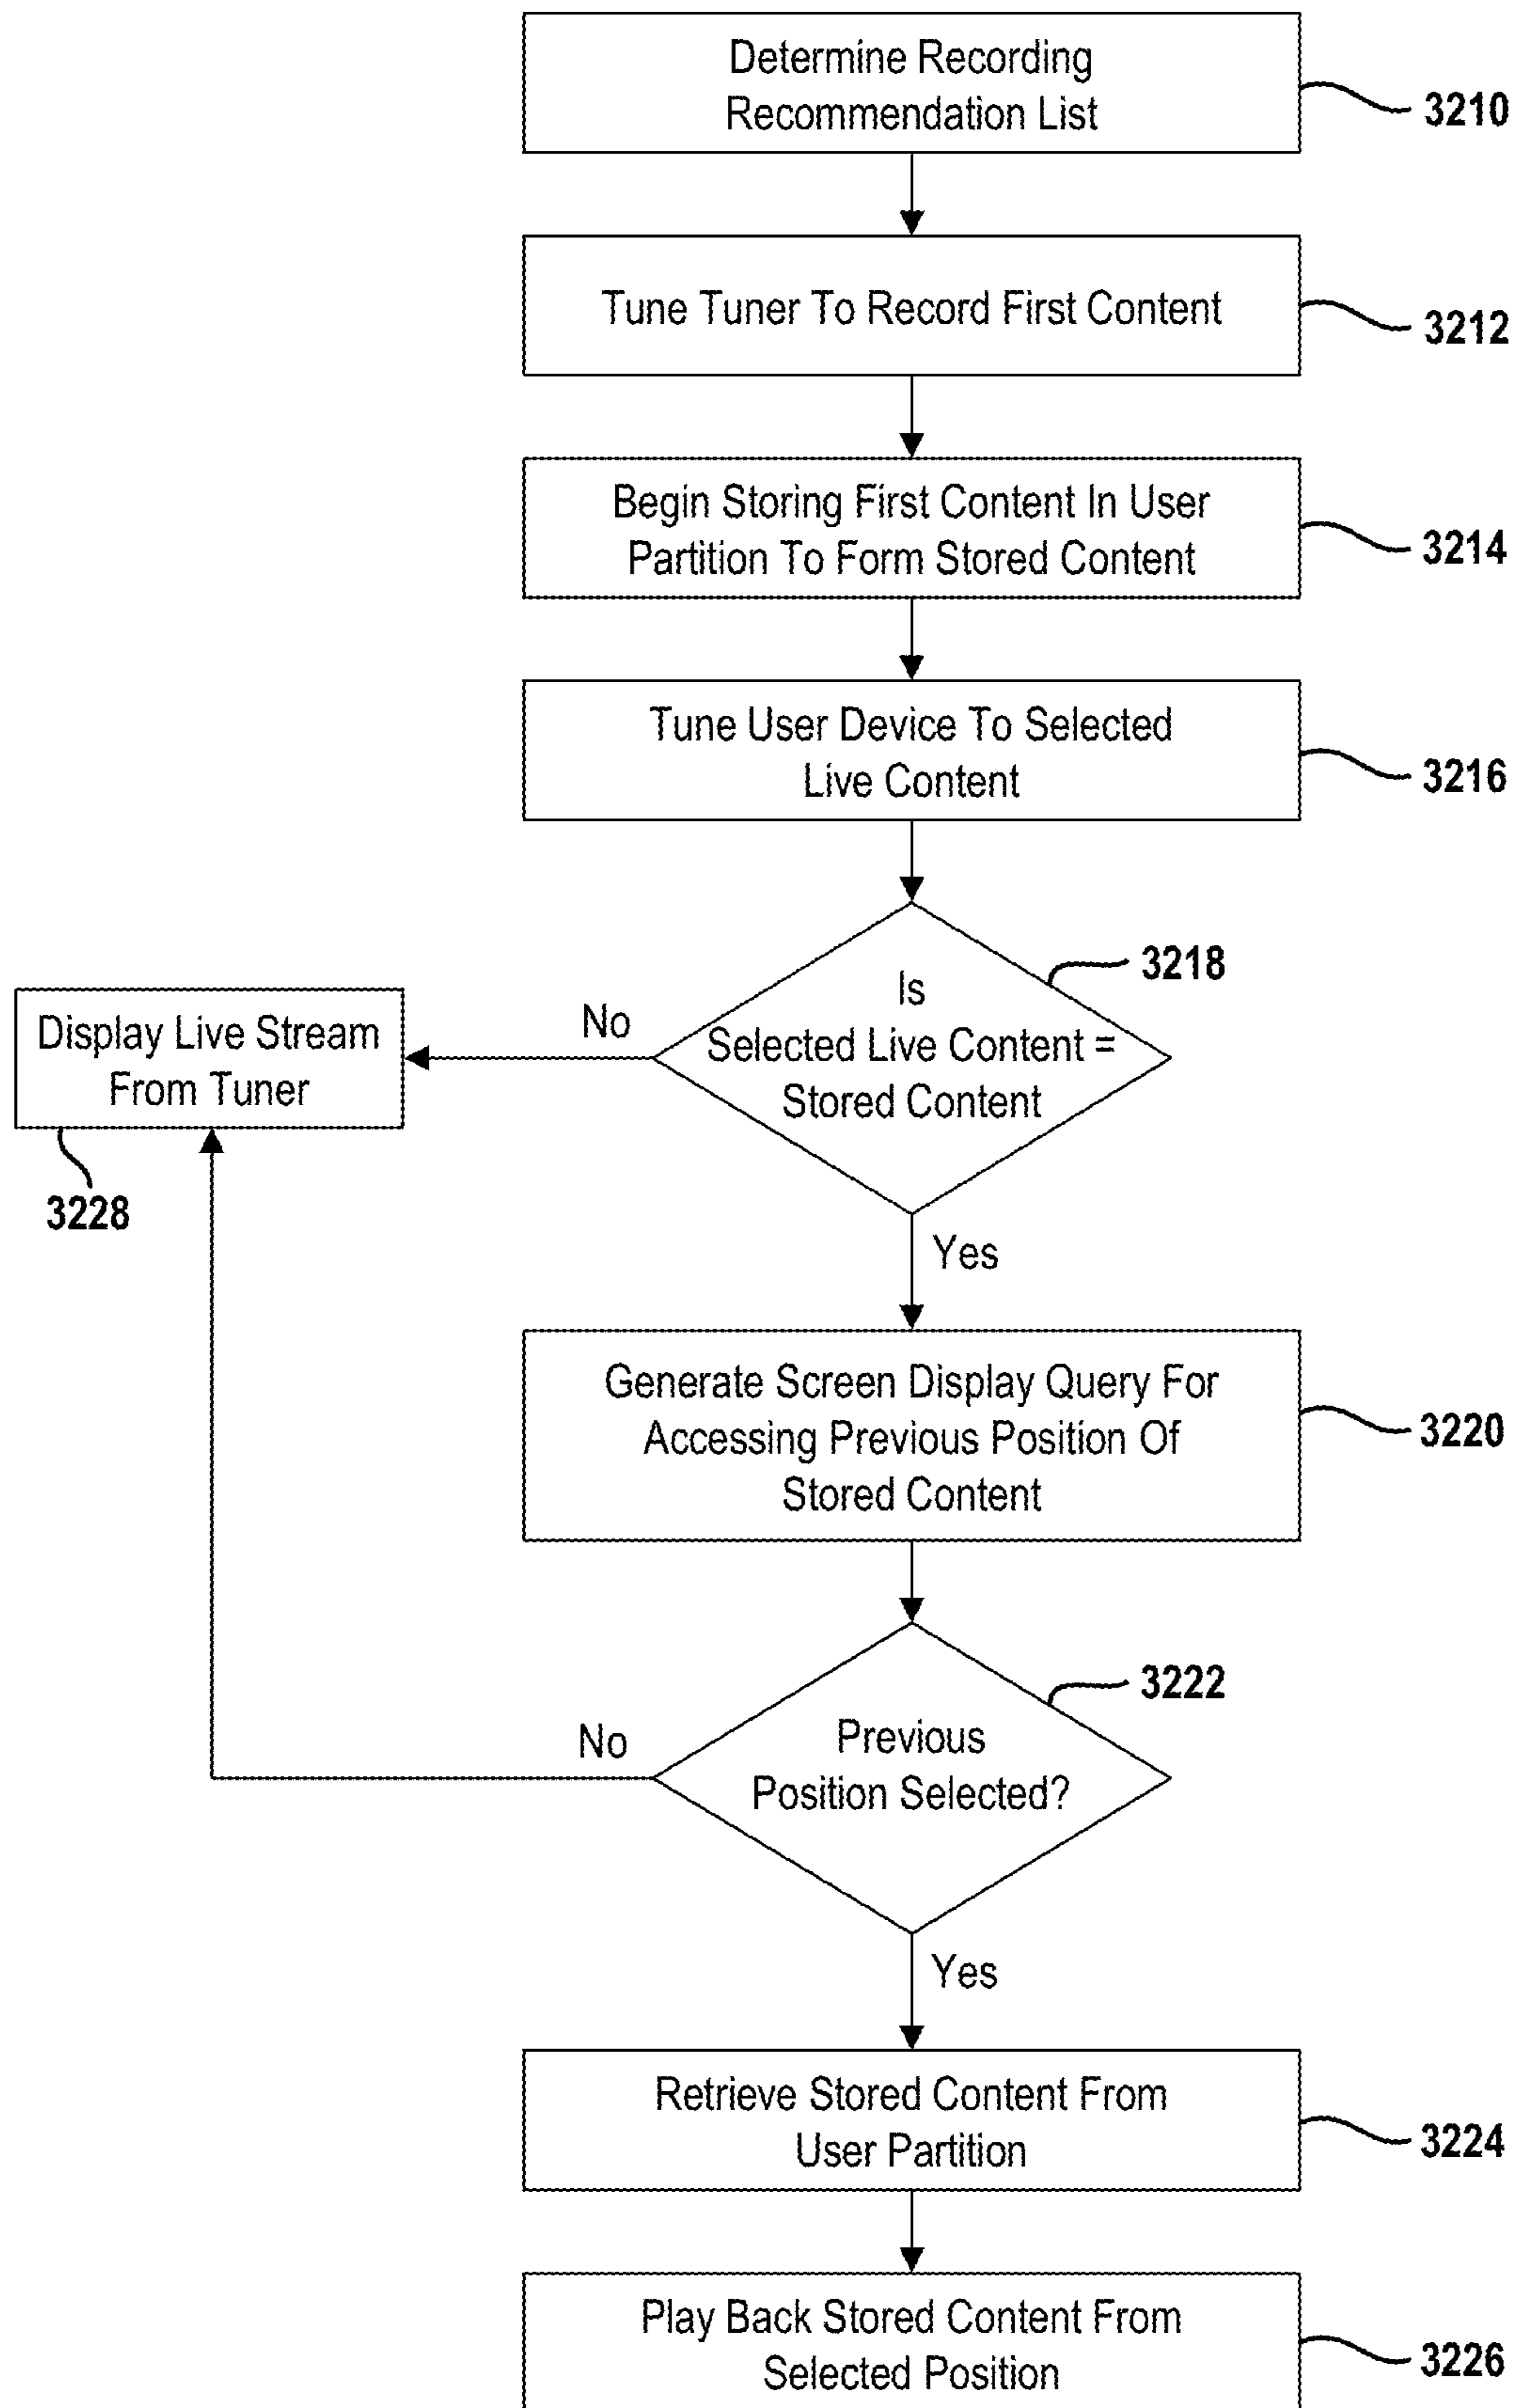 Determine Recording
Recommendation List
3210
Tune Tuner To Record First Content
3212
Begin Storing First Content In User
Partition To Form Stored Content
3214
Tune User Device To Selected
Live Content
3216
Is
Selected Live Content =
Stored Content
3218
No
Display Live Stream
From Tuner
3228
Yes
Generate Screen Display Query For
Accessing Previous Position Of
Stored Content
3220
Previous
Position Selected?
3222
No
Yes
Retrieve Stored Content From
User Partition
3224
Play Back Stored Content From
Selected Position
3226